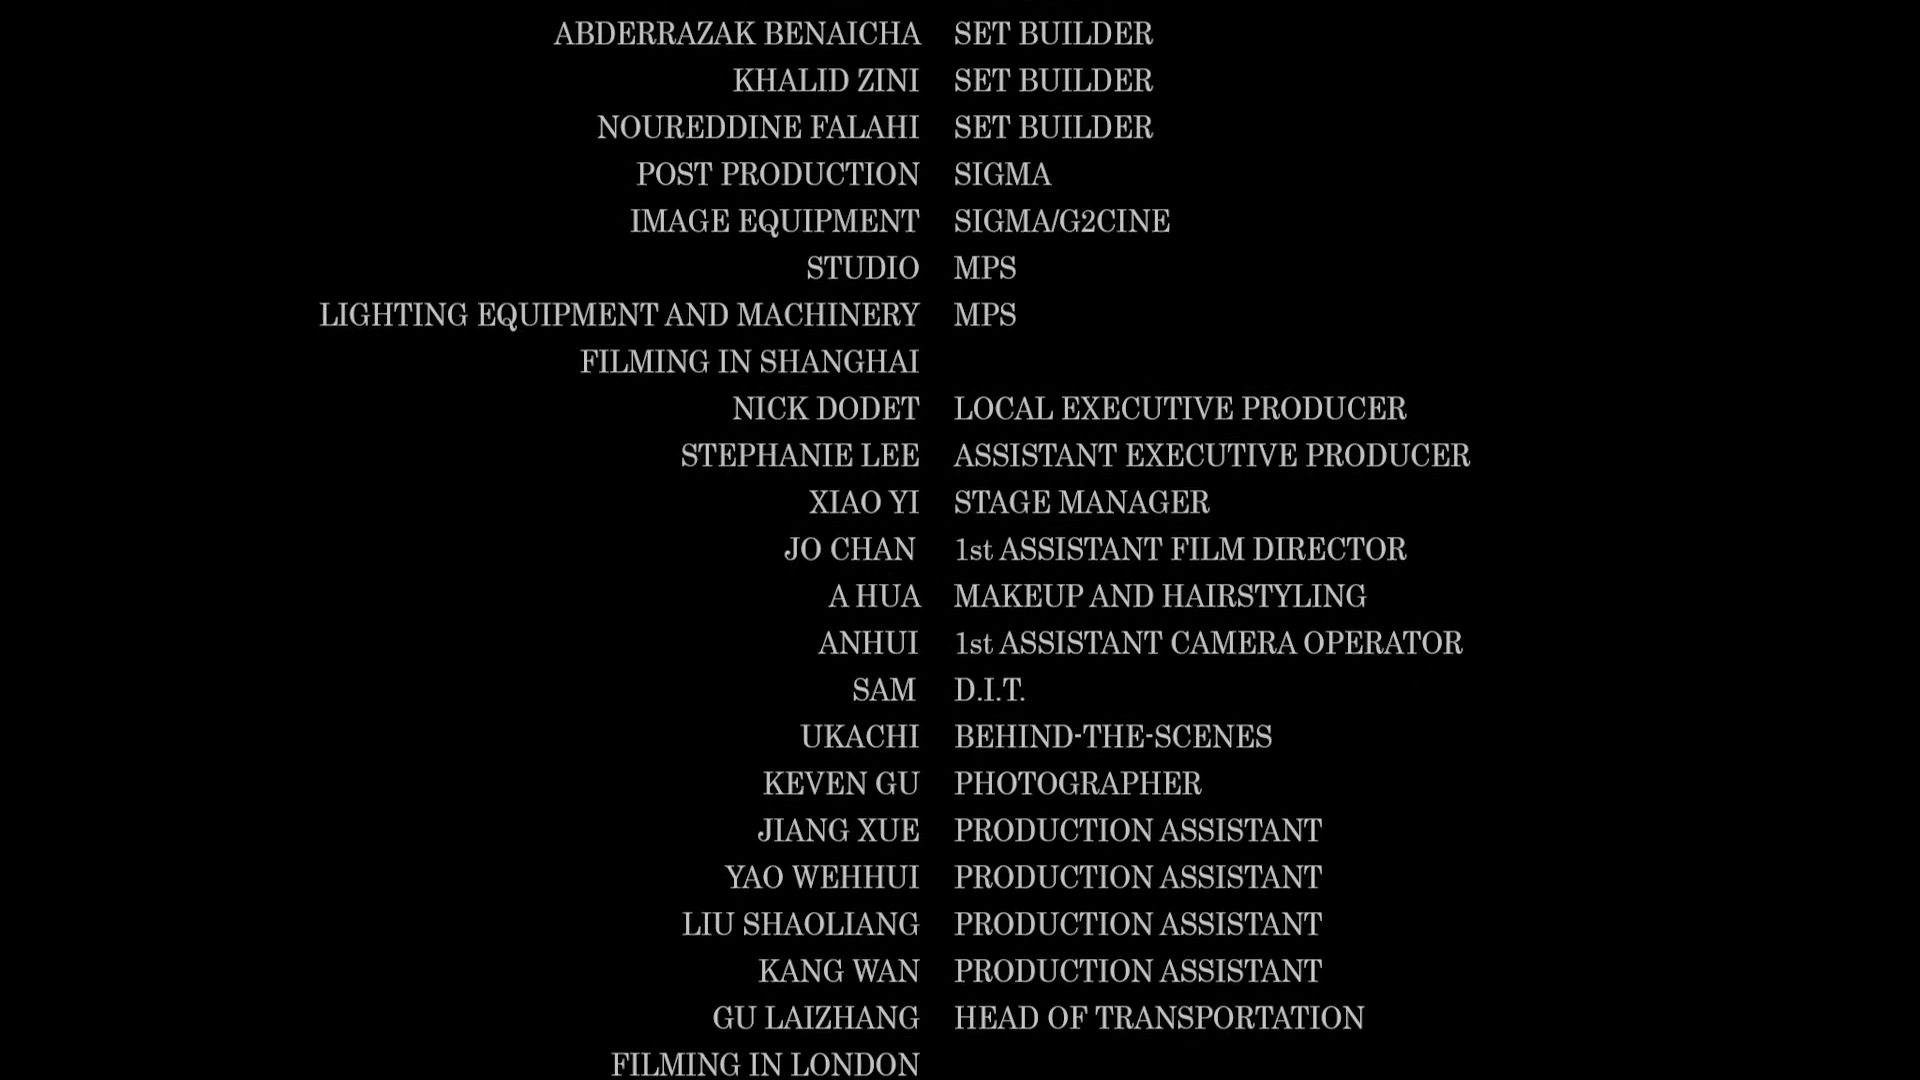 ABDERRAZAK BENAICHA SET BUILDER
KHALID ZINI SET BUILDER
NOUREDDINE FALAHI SET BUILDER
POST PRODUCTION SIGMA
IMAGE EQUIPMENT SIGMA/G2CINE
STUDIO MPS
LIGHTING EQUIPMENT AND MACHINERY MPS
FILMING IN SHANGHAI
NICK DODET LOCAL EXECUTIVE PRODUCER
STEPHANIE LEE ASSISTANT EXECUTIVE PRODUCER
XIAO YI STAGE MANAGER
JO CHAN 1st ASSISTANT FILM DIRECTOR
A HUA MAKEUP AND HAIRSTYLING
ANHUI 1st ASSISTANT CAMERA OPERATOR
SAM D.I.T.
UKACHI BEHIND-THE-SCENES
KEVEN GU PHOTOGRAPHER
JIANG XUE PRODUCTION ASSISTANT
YAO WEHHUI PRODUCTION ASSISTANT
LIU SHAOLIANG PRODUCTION ASSISTANT
KANG WAN PRODUCTION ASSISTANT
GU LAIZHANG HEAD OF TRANSPORTATION
FILMING IN LONDON